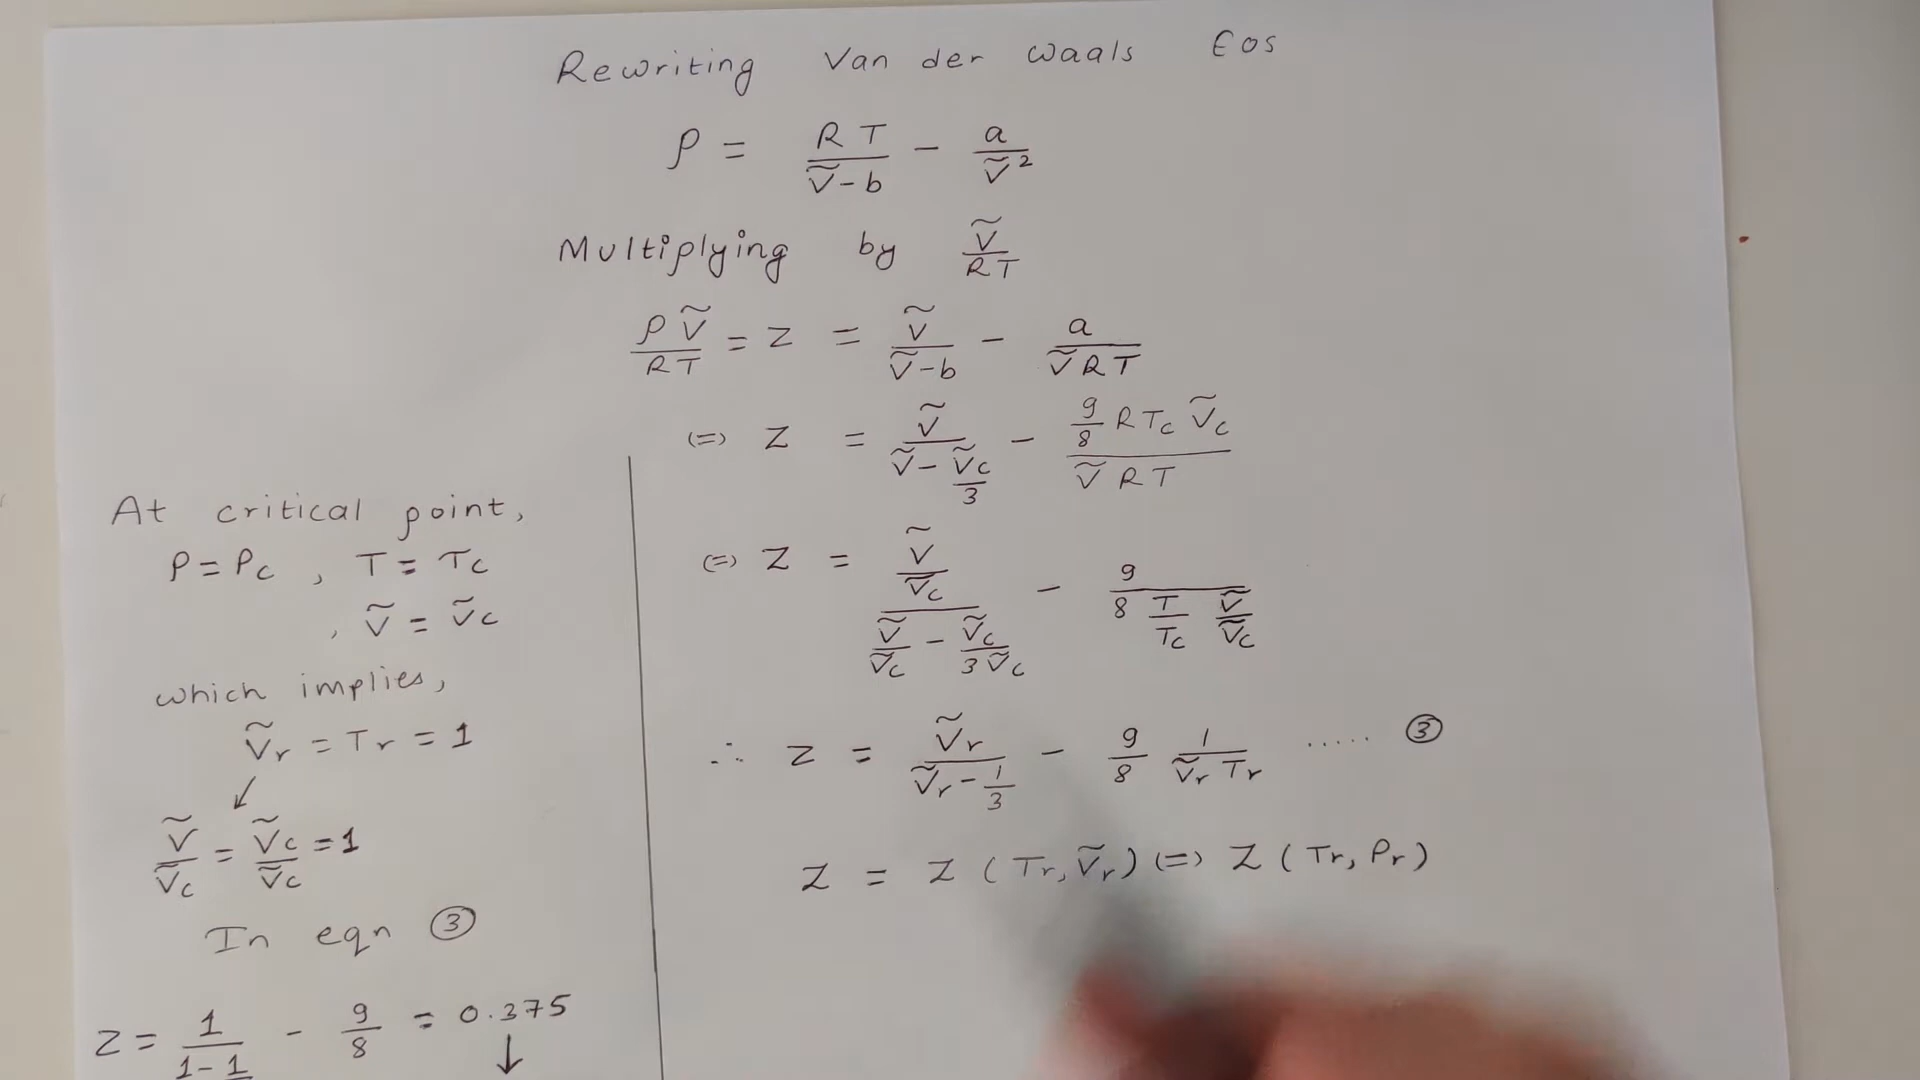 Rewriting Van der Waals EoS
P = RT / (Ṽ - b) - a / Ṽ²
Multiplying by Ṽ / RT
PṼ / RT = Z = Ṽ / (Ṽ - b) - a / (ṼRT)
(=) Z = Ṽ / (Ṽ - Ṽc/3) - (9/8 RTc Ṽc) / (ṼRT)
(=) Z = (Ṽ/Ṽc) / (Ṽ/Ṽc - Ṽc/3Ṽc) - 9 / (8 T/Tc Ṽ/Ṽc)
∴ Z = Ṽr / (Ṽr - 1/3) - 9/8 1/(Ṽr Tr) ..... ③
Z = Z (Tr, Ṽr) (=) Z (Tr, Pr)
At critical point,
P = Pc , T = Tc
, Ṽ = Ṽc
which implies,
Ṽr = Tr = 1
↙
Ṽ/Ṽc = Ṽc/Ṽc = 1
In eqn ③
Z = 1 / (1 - 1 - 9/8 = 0.375
↓